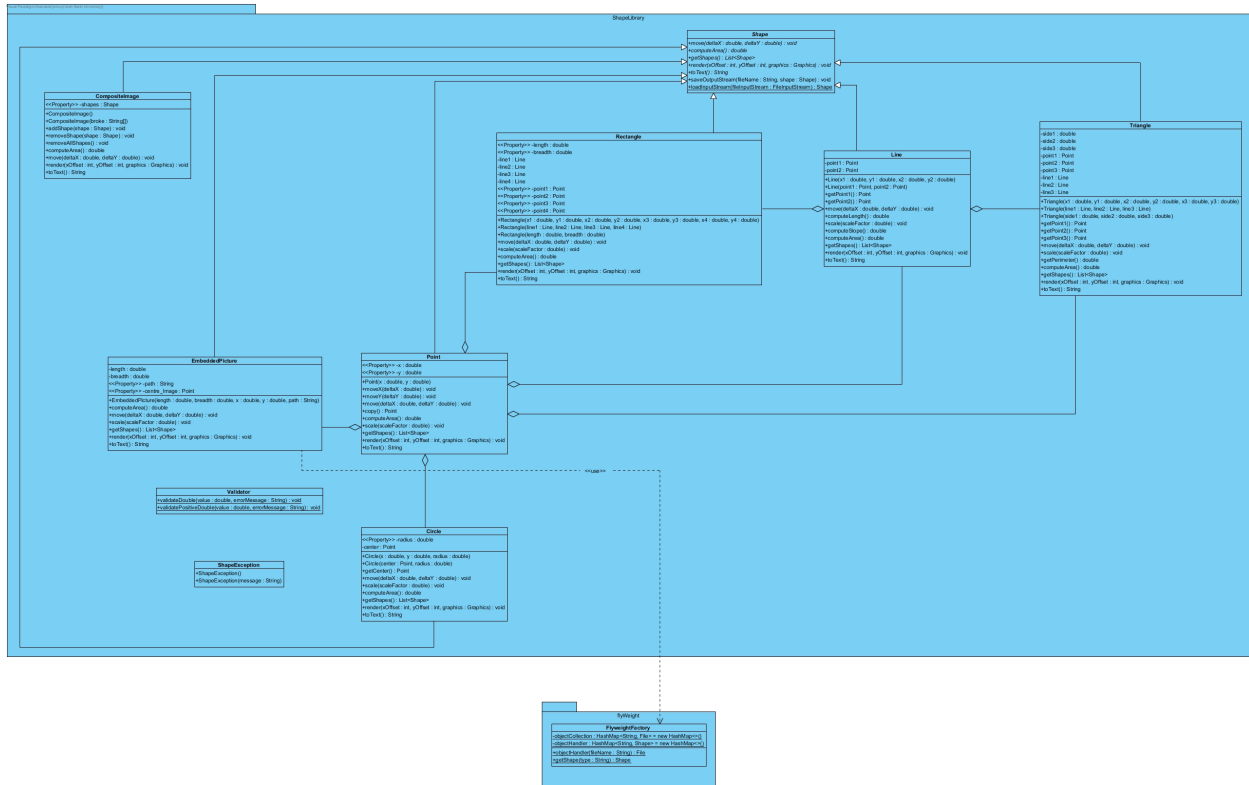 ShapeLibrary
Shape
+move(deltaX : double, deltaY : double) : void
+computeArea() : double
+getShapes() : List<Shape>
+render(xOffset : int, yOffset : int, graphics : Graphics) : void
+toText() : String
+saveOutputStream(fileName : String, shape : Shape) : void
+loadInputStream(fileInputStream : FileInputStream) : Shape
CompositeImage
<<Property>> -shapes : Shape
+CompositeImage()
+CompositeImage(broke : String[])
+addShape(shape : Shape) : void
+removeShape(shape : Shape) : void
+removeAllShapes() : void
+computeArea() : double
+move(deltaX : double, deltaY : double) : void
+render(xOffset : int, yOffset : int, graphics : Graphics) : void
+toText() : String
Rectangle
<<Property>> -length : double
<<Property>> -breadth : double
-line1 : Line
-line2 : Line
-line3 : Line
-line4 : Line
<<Property>> -point1 : Point
<<Property>> -point2 : Point
<<Property>> -point3 : Point
<<Property>> -point4 : Point
+Rectangle(x1 : double, y1 : double, x2 : double, y2 : double, x3 : double, y3 : double, x4 : double, y4 : double)
+Rectangle(line1 : Line, line2 : Line, line3 : Line, line4 : Line)
+Rectangle(length : double, breadth : double)
+move(deltaX : double, deltaY : double) : void
+scale(scaleFactor : double) : void
+computeArea() : double
+getShapes() : List<Shape>
+render(xOffset : int, yOffset : int, graphics : Graphics) : void
+toText() : String
Line
-point1 : Point
-point2 : Point
+Line(x1 : double, y1 : double, x2 : double, y2 : double)
+Line(point1 : Point, point2 : Point)
+getPoint1() : Point
+getPoint2() : Point
+move(deltaX : double, deltaY : double) : void
+computeLength() : double
+scale(scaleFactor : double) : void
+computeSlope() : double
+computeArea() : double
+getShapes() : List<Shape>
+render(xOffset : int, yOffset : int, graphics : Graphics) : void
+toText() : String
Triangle
-side1 : double
-side2 : double
-side3 : double
-point1 : Point
-point2 : Point
-point3 : Point
-line1 : Line
-line2 : Line
-line3 : Line
+Triangle(x1 : double, y1 : double, x2 : double, y2 : double, x3 : double, y3 : double)
+Triangle(line1 : Line, line2 : Line, line3 : Line)
+Triangle(side1 : double, side2 : double, side3 : double)
+getPoint1() : Point
+getPoint2() : Point
+getPoint3() : Point
+move(deltaX : double, deltaY : double) : void
+scale(scaleFactor : double) : void
+getPerimeter() : double
+computeArea() : double
+getShapes() : List<Shape>
+render(xOffset : int, yOffset : int, graphics : Graphics) : void
+toText() : String
EmbeddedPicture
-length : double
-breadth : double
<<Property>> -path : String
<<Property>> -centre_Image : Point
+EmbeddedPicture(length : double, breadth : double, x : double, y : double, path : String)
+computeArea() : double
+move(deltaX : double, deltaY : double) : void
+scale(scaleFactor : double) : void
+getShapes() : List<Shape>
+render(xOffset : int, yOffset : int, graphics : Graphics) : void
+toText() : String
Point
<<Property>> -x : double
<<Property>> -y : double
+Point(x : double, y : double)
+moveX(deltaX : double) : void
+moveY(deltaY : double) : void
+move(deltaX : double, deltaY : double) : void
+copy() : Point
+computeArea() : double
+scale(scaleFactor : double) : void
+getShapes() : List<Shape>
+render(xOffset : int, yOffset : int, graphics : Graphics) : void
+toText() : String
<<use>>
Validator
+validateDouble(value : double, errorMessage : String) : void
+validatePositiveDouble(value : double, errorMessage : String) : void
Circle
<<Property>> -radius : double
-center : Point
+Circle(x : double, y : double, radius : double)
+Circle(center : Point, radius : double)
+getCenter() : Point
+move(deltaX : double, deltaY : double) : void
+scale(scaleFactor : double) : void
+computeArea() : double
+getShapes() : List<Shape>
+render(xOffset : int, yOffset : int, graphics : Graphics) : void
+toText() : String
ShapeException
+ShapeException()
+ShapeException(message : String)
flyWeight
FlyweightFactory
-objectCollection : HashMap<String, File> = new HashMap<>()
-objectHandler : HashMap<String, Shape> = new HashMap<>()
+objectHandler(fileName : String) : File
+getShape(type : String) : Shape